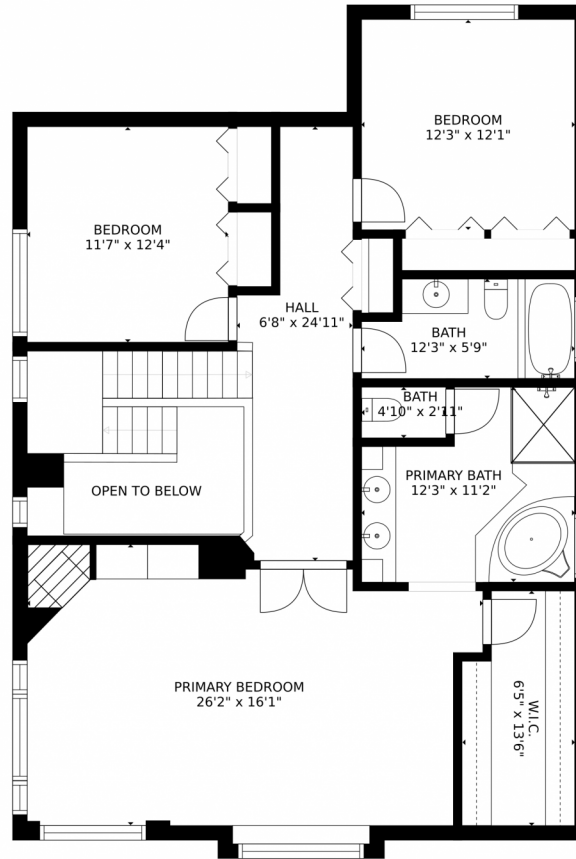 BEDROOM
12'3" x 12'1"
BEDROOM
11'7" x 12'4"
HALL
6'8" x 24'11"
BATH
12'3" x 5'9"
BATH
4'10" x 2'11"
PRIMARY BATH
12'3" x 11'2"
OPEN TO BELOW
PRIMARY BEDROOM
26'2" x 16'1"
W.I.C.
6'5" x 13'6"